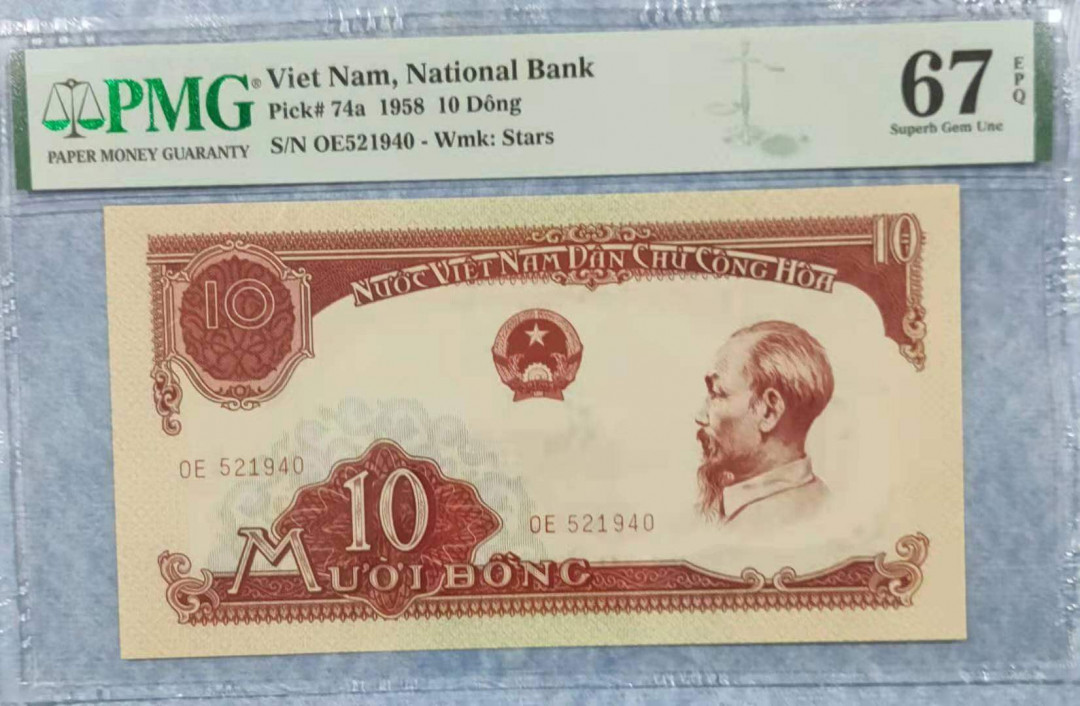 PMG®
PAPER MONEY GUARANTY
Viet Nam, National Bank
Pick# 74a 1958 10 Dông
S/N OE521940 - Wmk: Stars
67
EPQ
Superb Gem Unc
10
10
NƯỚC VIỆT NAM DÂN CHỦ CỘNG HÒA
OE 521940
10
OE 521940
MƯỜI ĐỒNG